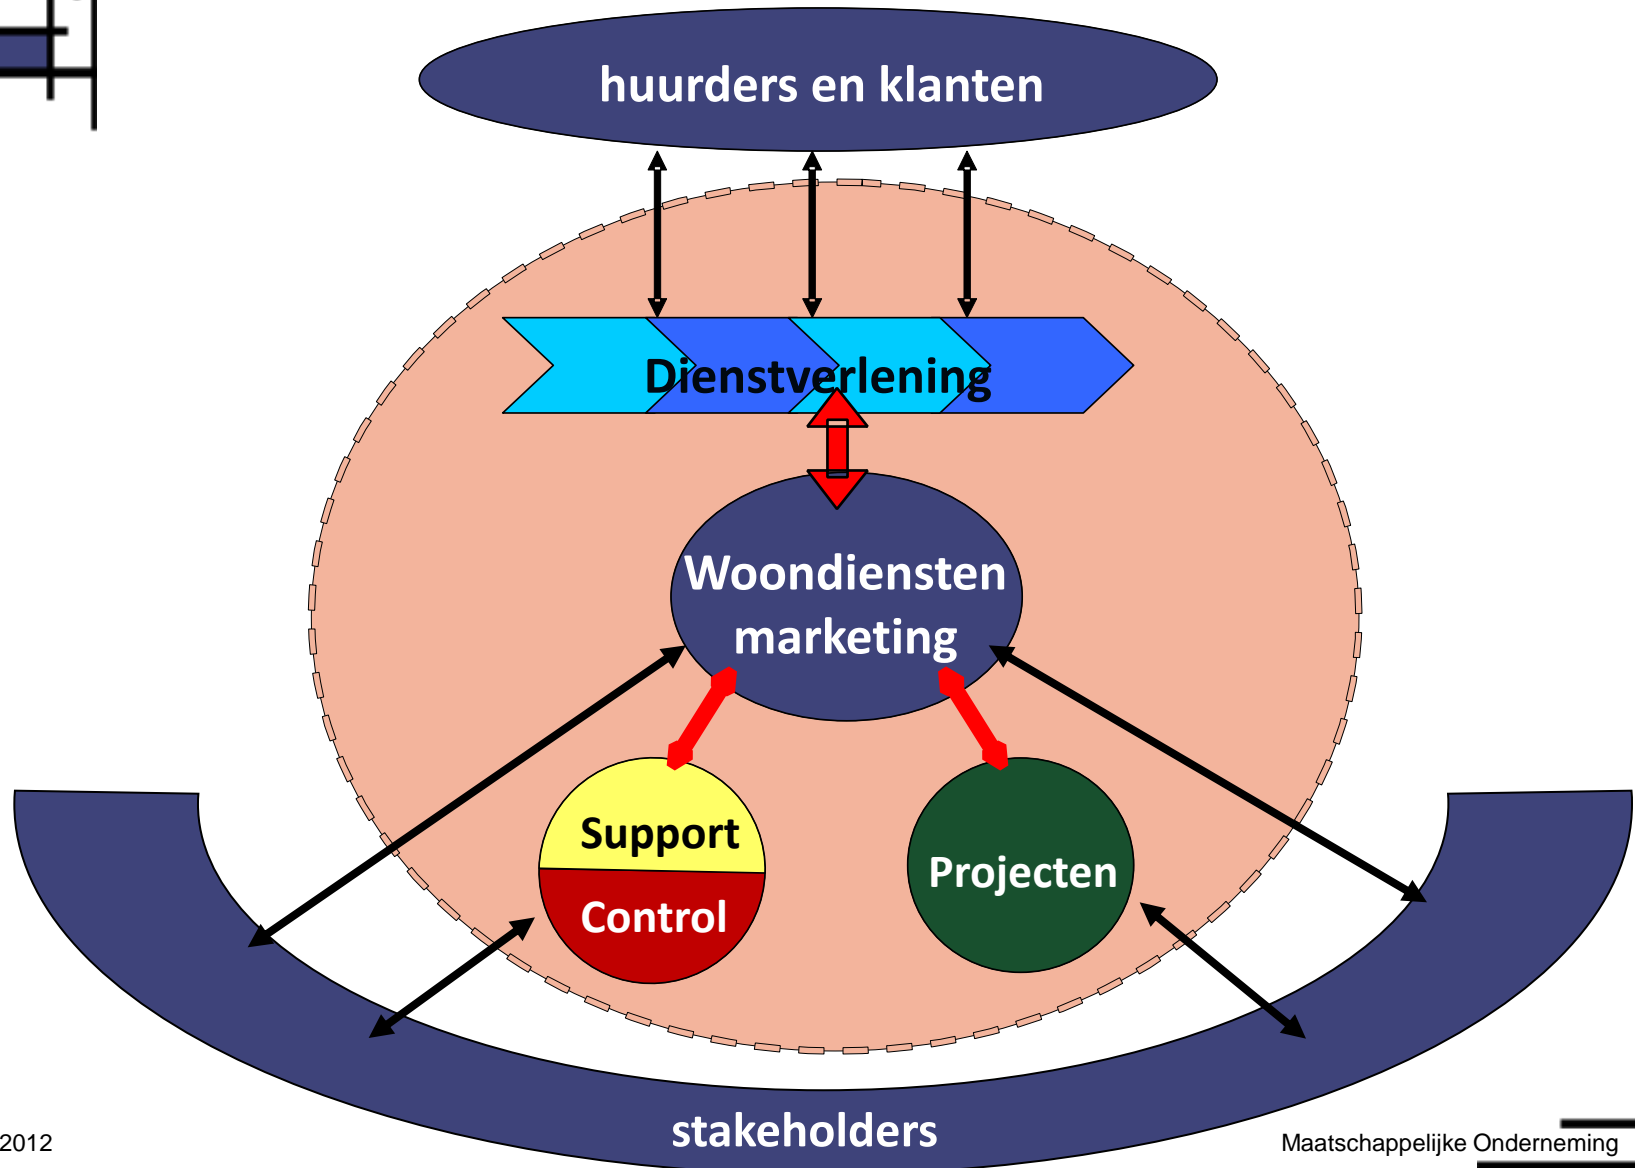 huurders en klanten
Dienstverlening
Woondiensten
marketing
Support
Control
Projecten
stakeholders
2012
Maatschappelijke Onderneming